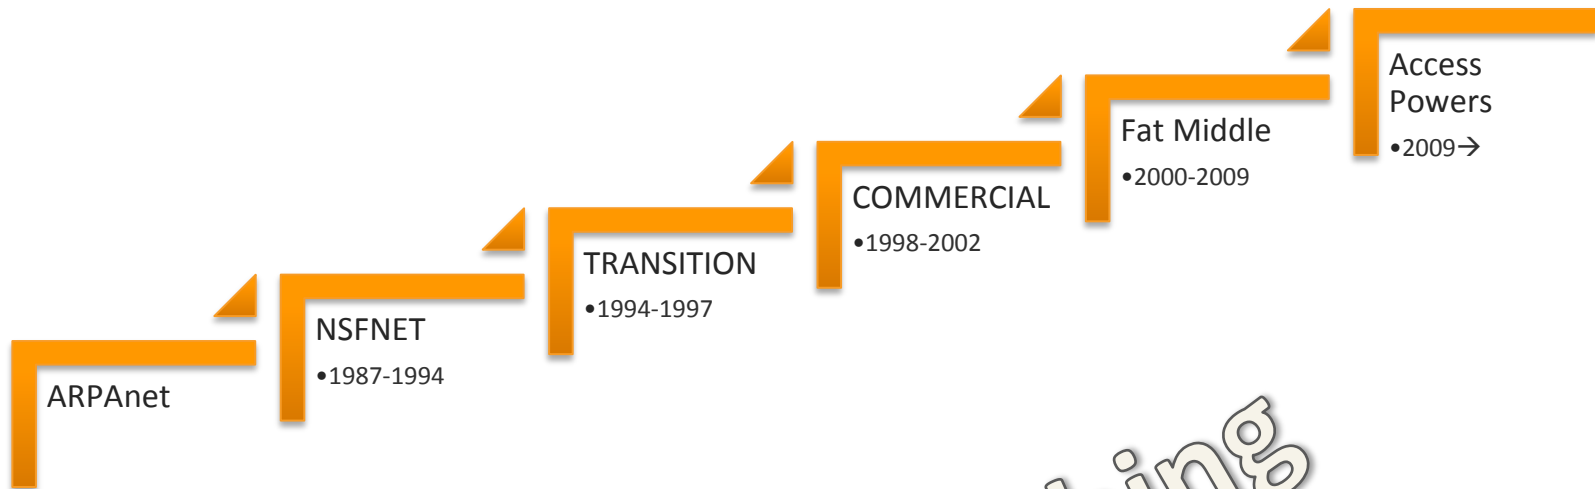 ARPAnet
NSFNET
•1987-1994
TRANSITION
•1994-1997
COMMERCIAL
•1998-2002
Fat Middle
•2000-2009
Access
Powers
•2009→